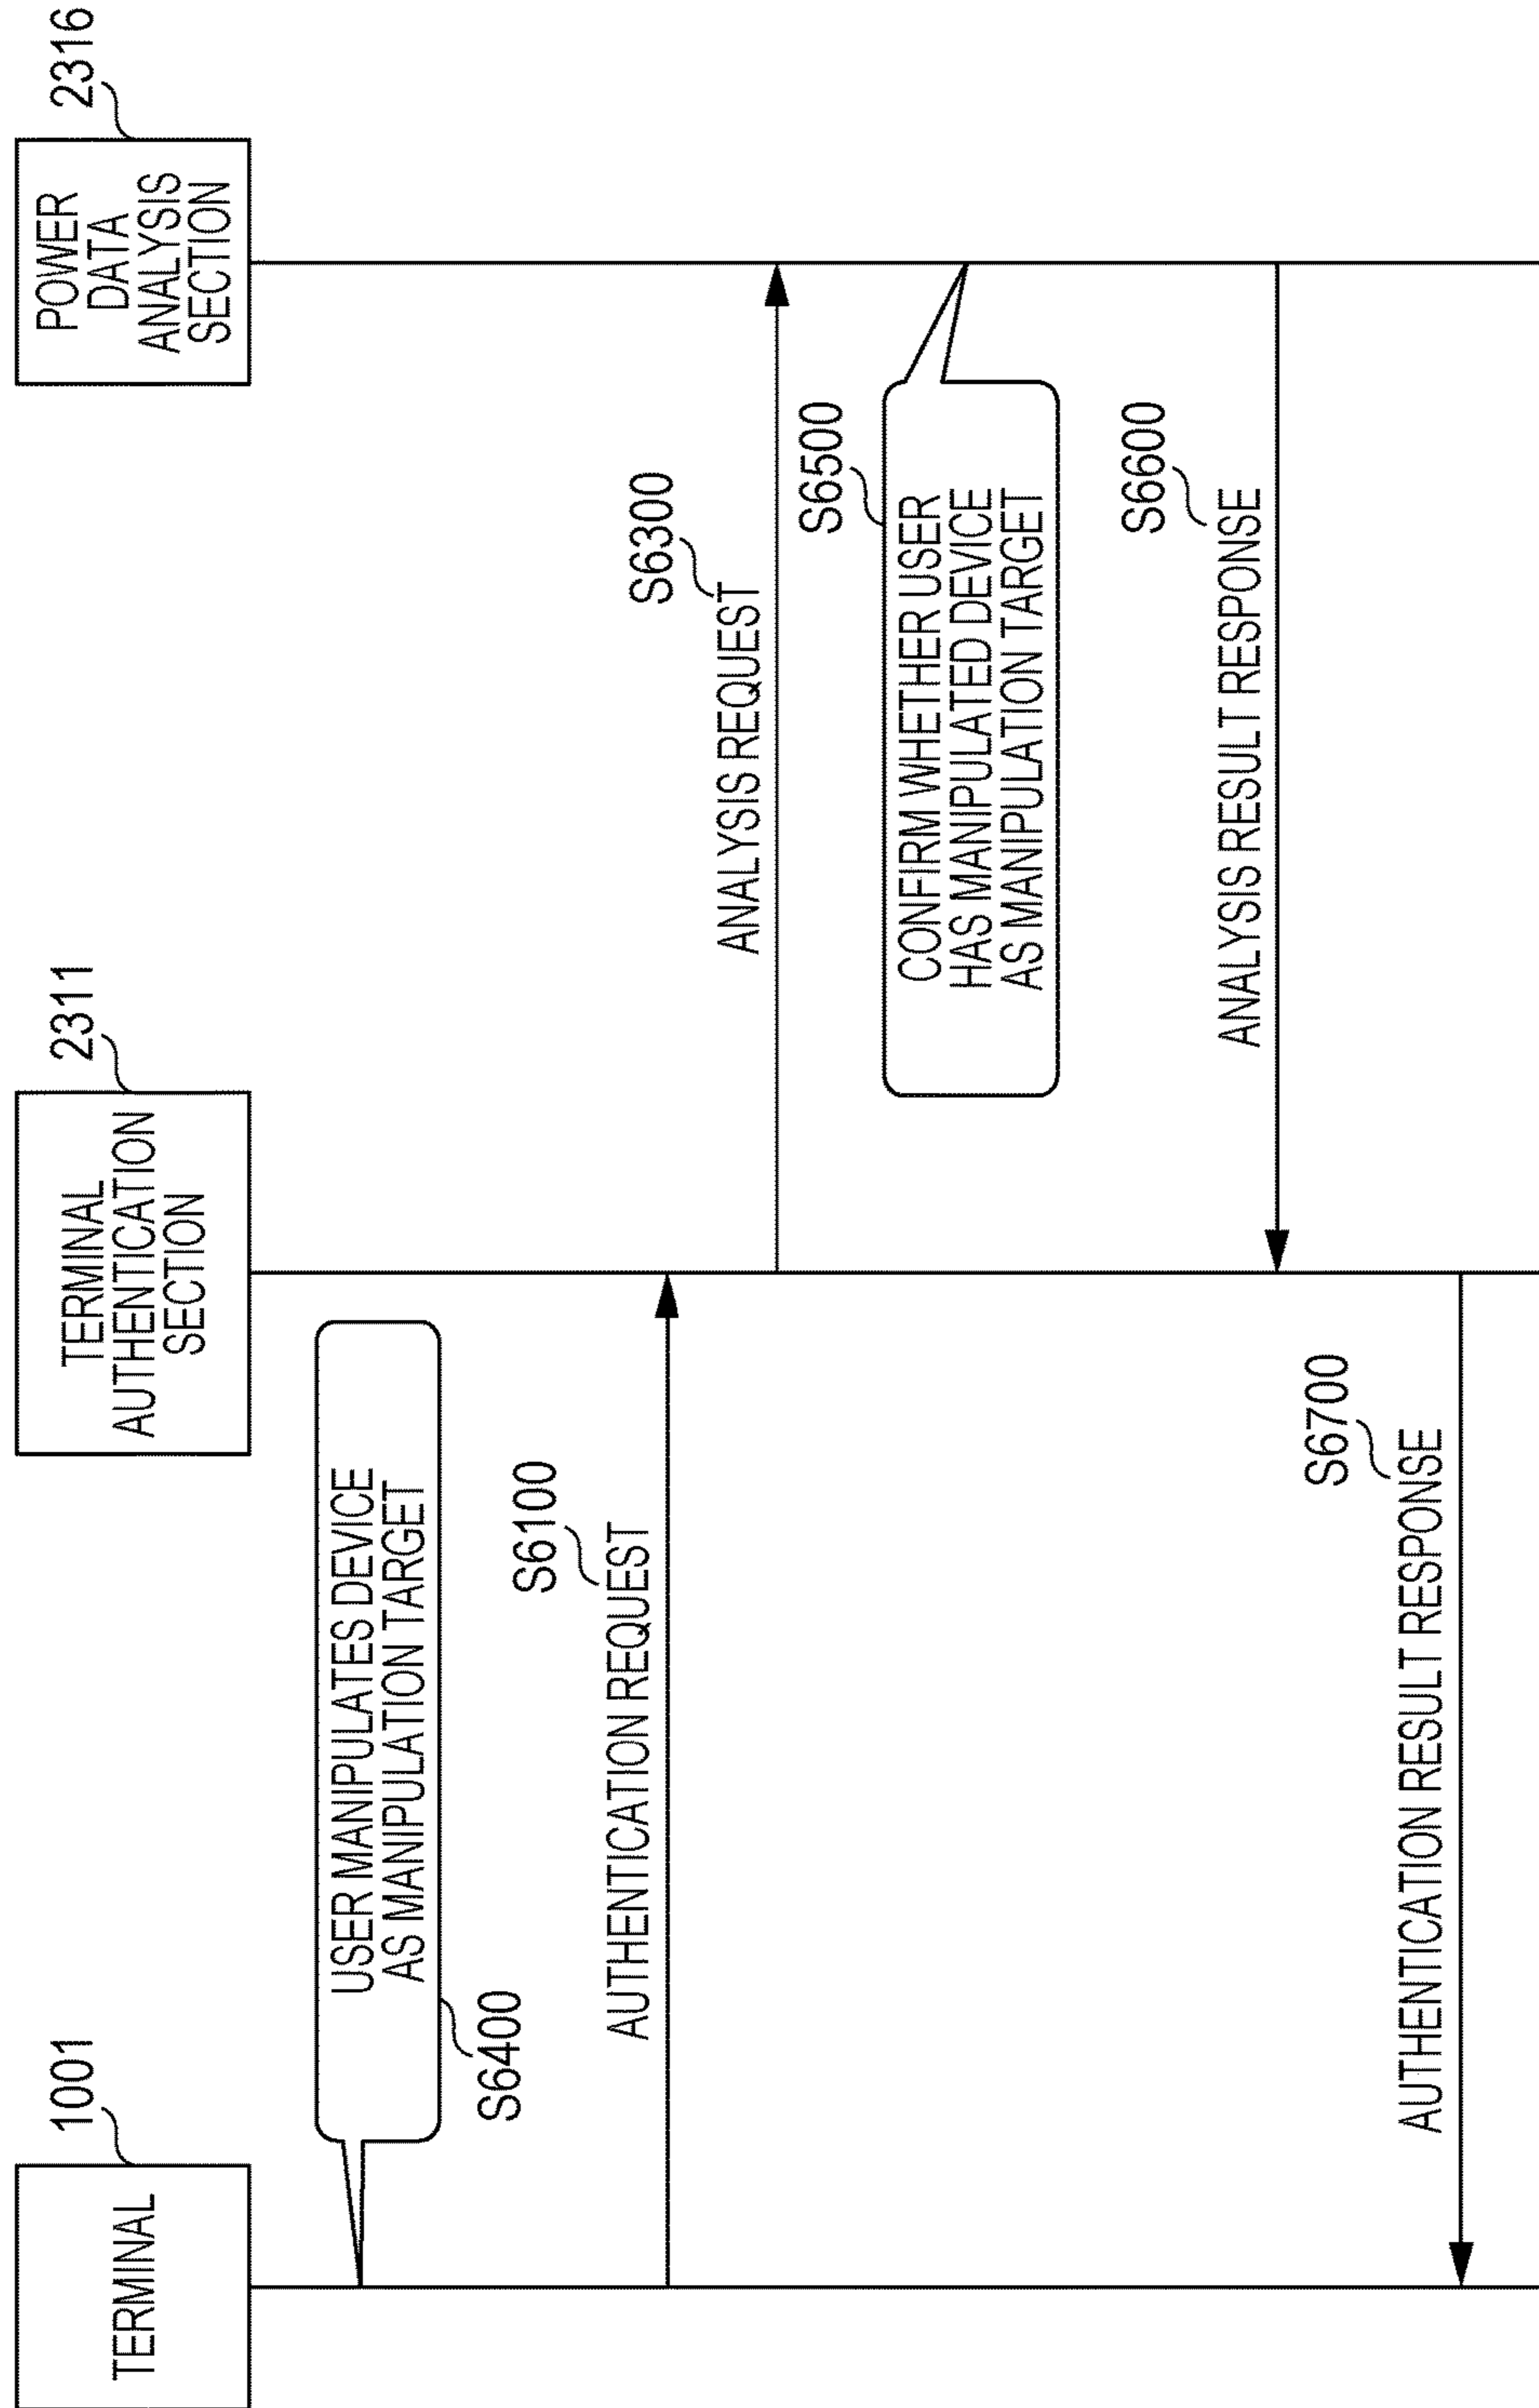 TERMINAL
1001
TERMINAL
AUTHENTICATION
SECTION
2311
POWER
DATA
ANALYSIS
SECTION
2316
USER MANIPULATES DEVICE
AS MANIPULATION TARGET
S6400
S6100
AUTHENTICATION REQUEST
S6300
ANALYSIS REQUEST
S6500
CONFIRM WHETHER USER
HAS MANIPULATED DEVICE
AS MANIPULATION TARGET
S6600
ANALYSIS RESULT RESPONSE
S6700
AUTHENTICATION RESULT RESPONSE